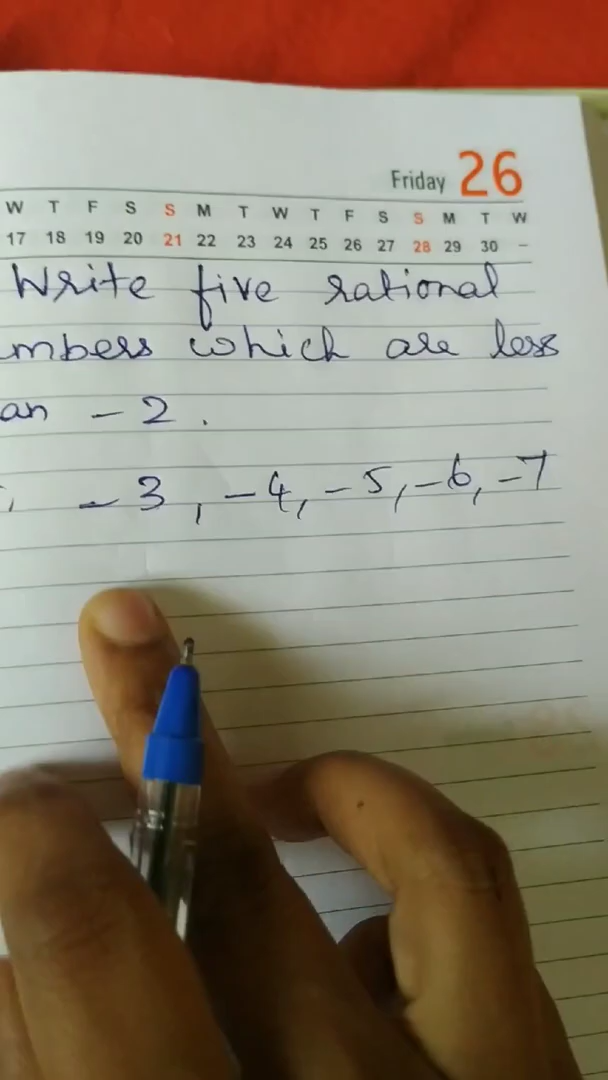 Friday 26
W T F S S M T W T F S S M T W
17 18 19 20 21 22 23 24 25 26 27 28 29 30 –
Write five rational
mbers which are less
an – 2 .
– 3 , – 4, – 5, – 6, – 7